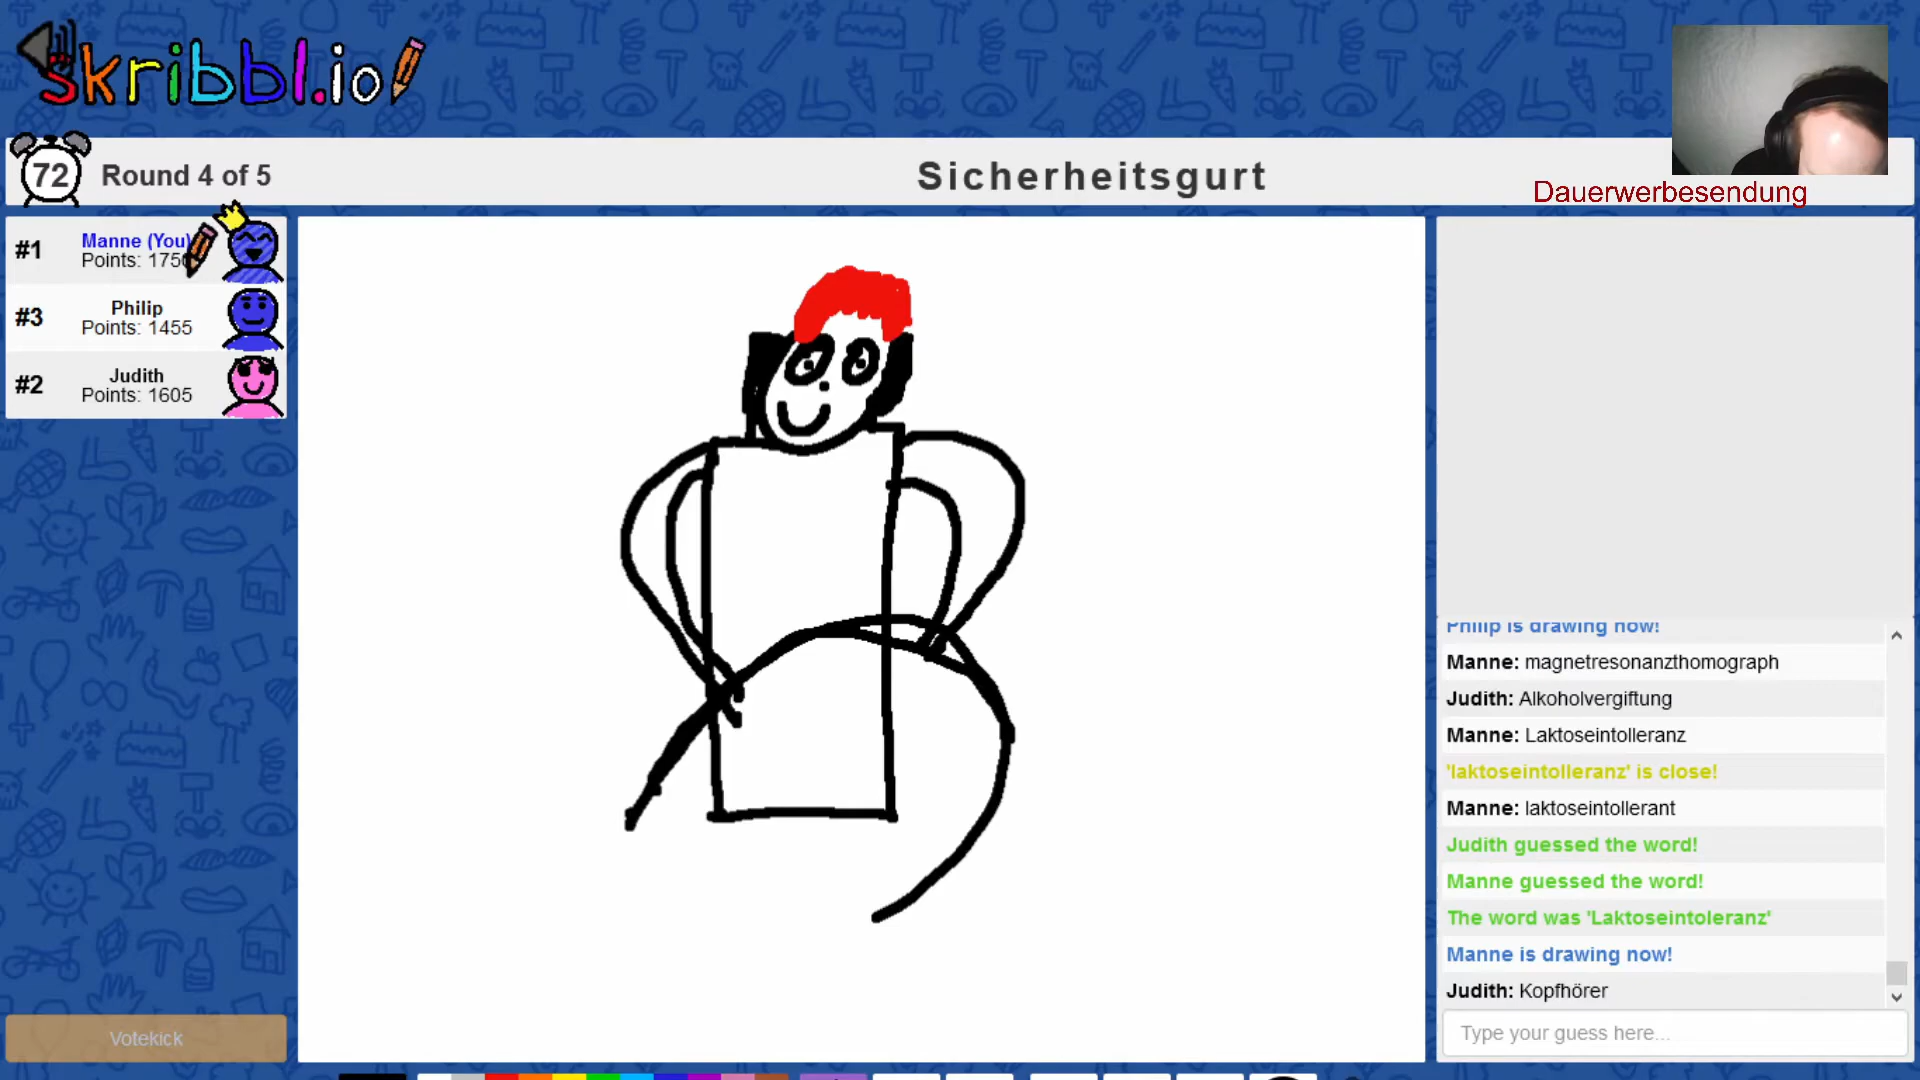 skribbl.io
72
Round 4 of 5
Sicherheitsgurt
Dauerwerbesendung
#1
Manne (You)
Points: 175
#3
Philip
Points: 1455
#2
Judith
Points: 1605
Philip is drawing now!
Manne: magnetresonanzthomograph
Judith: Alkoholvergiftung
Manne: Laktoseintolleranz
'laktoseintolleranz' is close!
Manne: laktoseintollerant
Judith guessed the word!
Manne guessed the word!
The word was 'Laktoseintoleranz'
Manne is drawing now!
Judith: Kopfhörer
Type your guess here...
Votekick